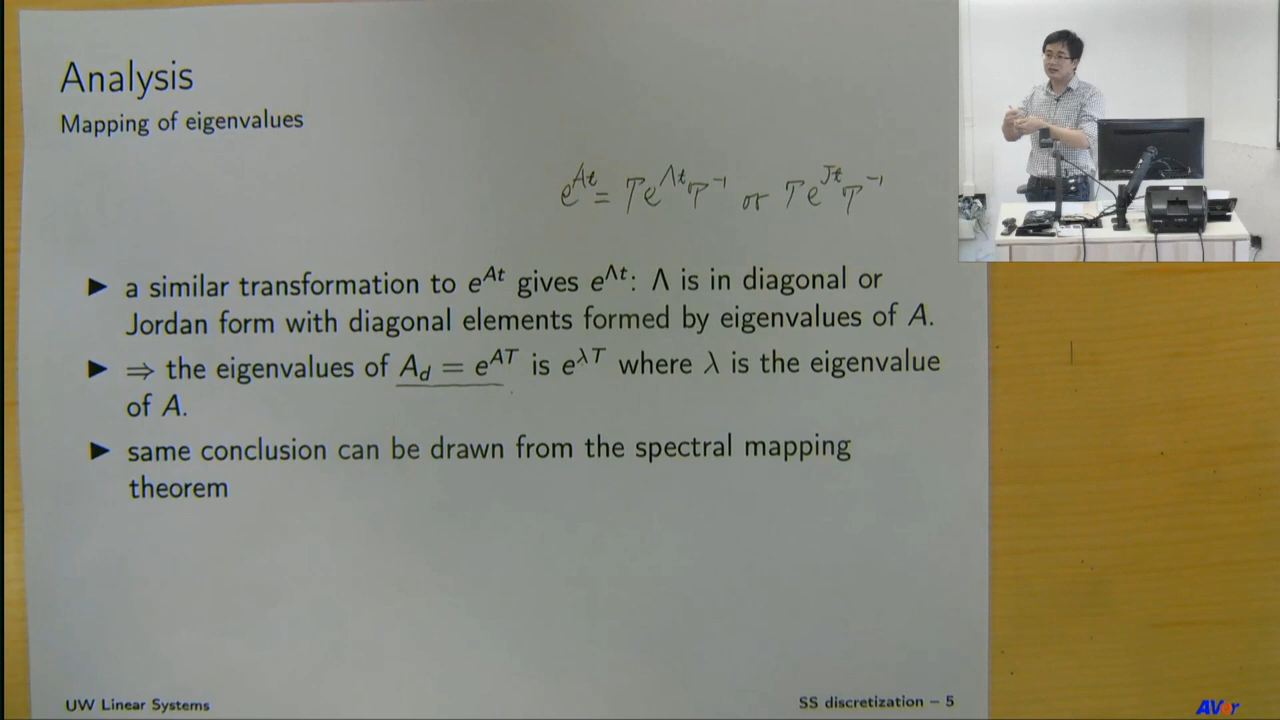 Analysis
Mapping of eigenvalues
e^{At} = T e^{Λt} T^{-1} or T e^{Jt} T^{-1}
▶ a similar transformation to e^{At} gives e^{Λt}: Λ is in diagonal or
Jordan form with diagonal elements formed by eigenvalues of A.
▶ ⇒ the eigenvalues of A_d = e^{AT} is e^{λT} where λ is the eigenvalue
of A.
▶ same conclusion can be drawn from the spectral mapping
theorem
UW Linear Systems
SS discretization – 5
AVer